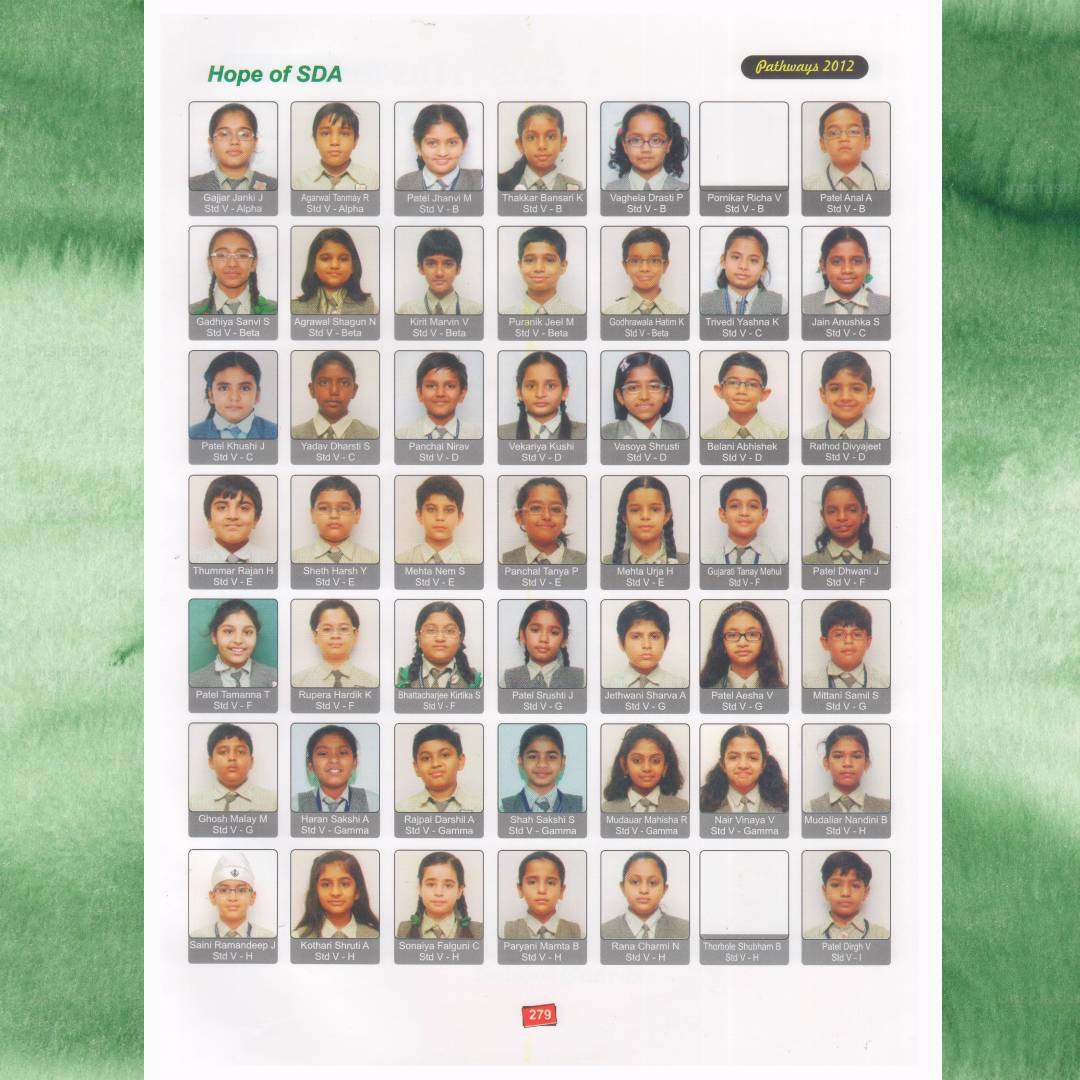 Hope of SDA
Pathways 2012
Gajjar Janki J
Std V - Alpha
Agarwal Tanmay R
Std V - Alpha
Patel Jhanvi M
Std V - B
Thakkar Bansari K
Std V - B
Vaghela Drasti P
Std V - B
Pornikar Richa V
Std V - B
Patel Anal A
Std V - B
Gadhiya Sanvi S
Std V - Beta
Agrawal Shagun N
Std V - Beta
Kirit Marvin V
Std V - Beta
Puranik Jeel M
Std V - Beta
Godhrawala Hatim K
Std V - Beta
Trivedi Yashna K
Std V - C
Jain Anushka S
Std V - C
Patel Khushi J
Std V - C
Yadav Dharsti S
Std V - C
Panchal Nirav
Std V - D
Vekariya Kushi
Std V - D
Vasoya Shrusti
Std V - D
Belani Abhishek
Std V - D
Rathod Divyajeet
Std V - D
Thummar Rajan H
Std V - E
Sheth Harsh Y
Std V - E
Mehta Nem S
Std V - E
Panchal Tanya P
Std V - E
Mehta Urja H
Std V - E
Gujarati Tanay Mehul
Std V - F
Patel Dhwani J
Std V - F
Patel Tamanna T
Std V - F
Rupera Hardik K
Std V - F
Bhattacharjee Kirtika S
Std V - F
Patel Srushti J
Std V - G
Jethwani Sharva A
Std V - G
Patel Aesha V
Std V - G
Mittani Samil S
Std V - G
Ghosh Malay M
Std V - G
Haran Sakshi A
Std V - Gamma
Rajpal Darshil A
Std V - Gamma
Shah Sakshi S
Std V - Gamma
Mudauar Mahisha R
Std V - Gamma
Nair Vinaya V
Std V - Gamma
Mudaliar Nandini B
Std V - H
Saini Ramandeep J
Std V - H
Kothari Shruti A
Std V - H
Sonaiya Falguni C
Std V - H
Paryani Mamta B
Std V - H
Rana Charmi N
Std V - H
Thorbole Shubham B
Std V - H
Patel Dirgh V
Std V - I
279